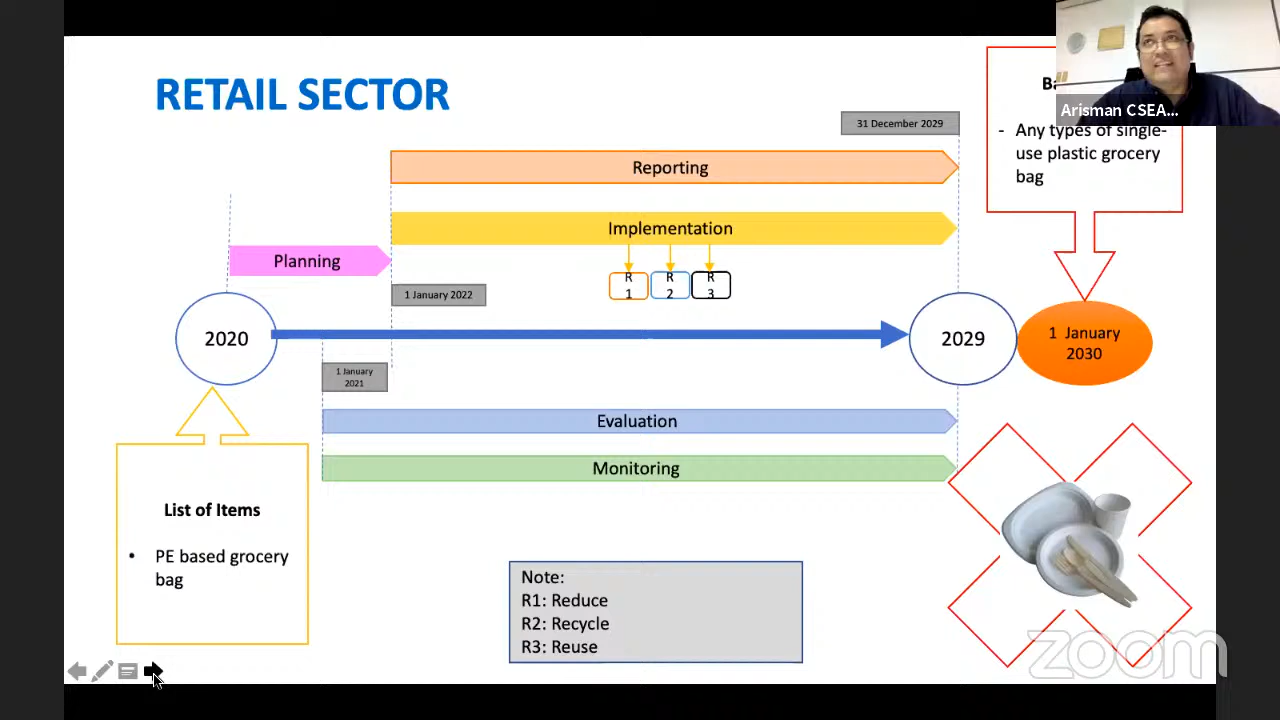 RETAIL SECTOR
Arisman CSEA...
31 December 2029
- Any types of single-
use plastic grocery
bag
Reporting
Implementation
Planning
R
1
R
2
R
3
1 January 2022
2020
2029
1 January
2030
1 January
2021
Evaluation
Monitoring
List of Items
• PE based grocery
bag
Note:
R1: Reduce
R2: Recycle
R3: Reuse
zoom